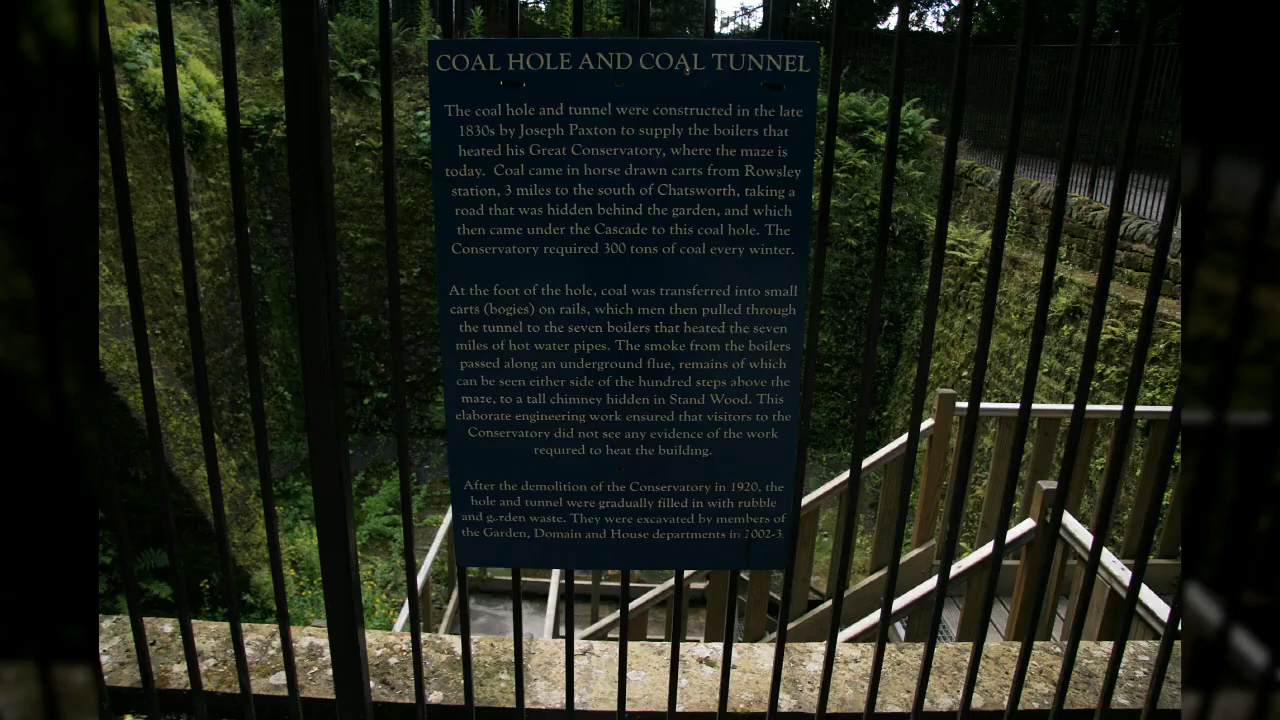 COAL HOLE AND COAL TUNNEL
The coal hole and tunnel were constructed in the late
1830s by Joseph Paxton to supply the boilers that
heated his Great Conservatory, where the maze is
today. Coal came in horse drawn carts from Rowsley
station, 3 miles to the south of Chatsworth, taking a
road that was hidden behind the garden, and which
then came under the Cascade to this coal hole. The
Conservatory required 300 tons of coal every winter.
At the foot of the hole, coal was transferred into small
carts (bogies) on rails, which men then pulled through
the tunnel to the seven boilers that heated the seven
miles of hot water pipes. The smoke from the boilers
passed along an underground flue, remains of which
can be seen either side of the hundred steps above the
maze, to a tall chimney hidden in Stand Wood. This
elaborate engineering work ensured that visitors to the
Conservatory did not see any evidence of the work
required to heat the building.
After the demolition of the Conservatory in 1920, the
hole and tunnel were gradually filled in with rubble
and garden waste. They were excavated by members of
the Garden, Domain and House departments in 2002-3.